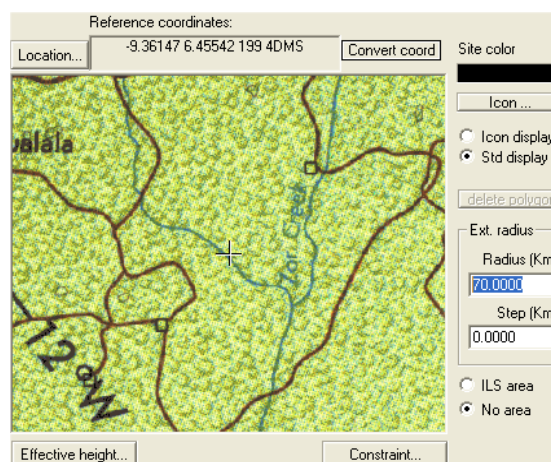 Reference coordinates:
Location...
-9.36147 6.45542 199 4DMS
Convert coord
Site color
Icon ...
Icon display
Std display
delete polygon
Ext. radius
Radius (Km
70.0000
Step (Km
0.0000
ILS area
No area
alala
Creek
12° W
Effective height...
Constraint...